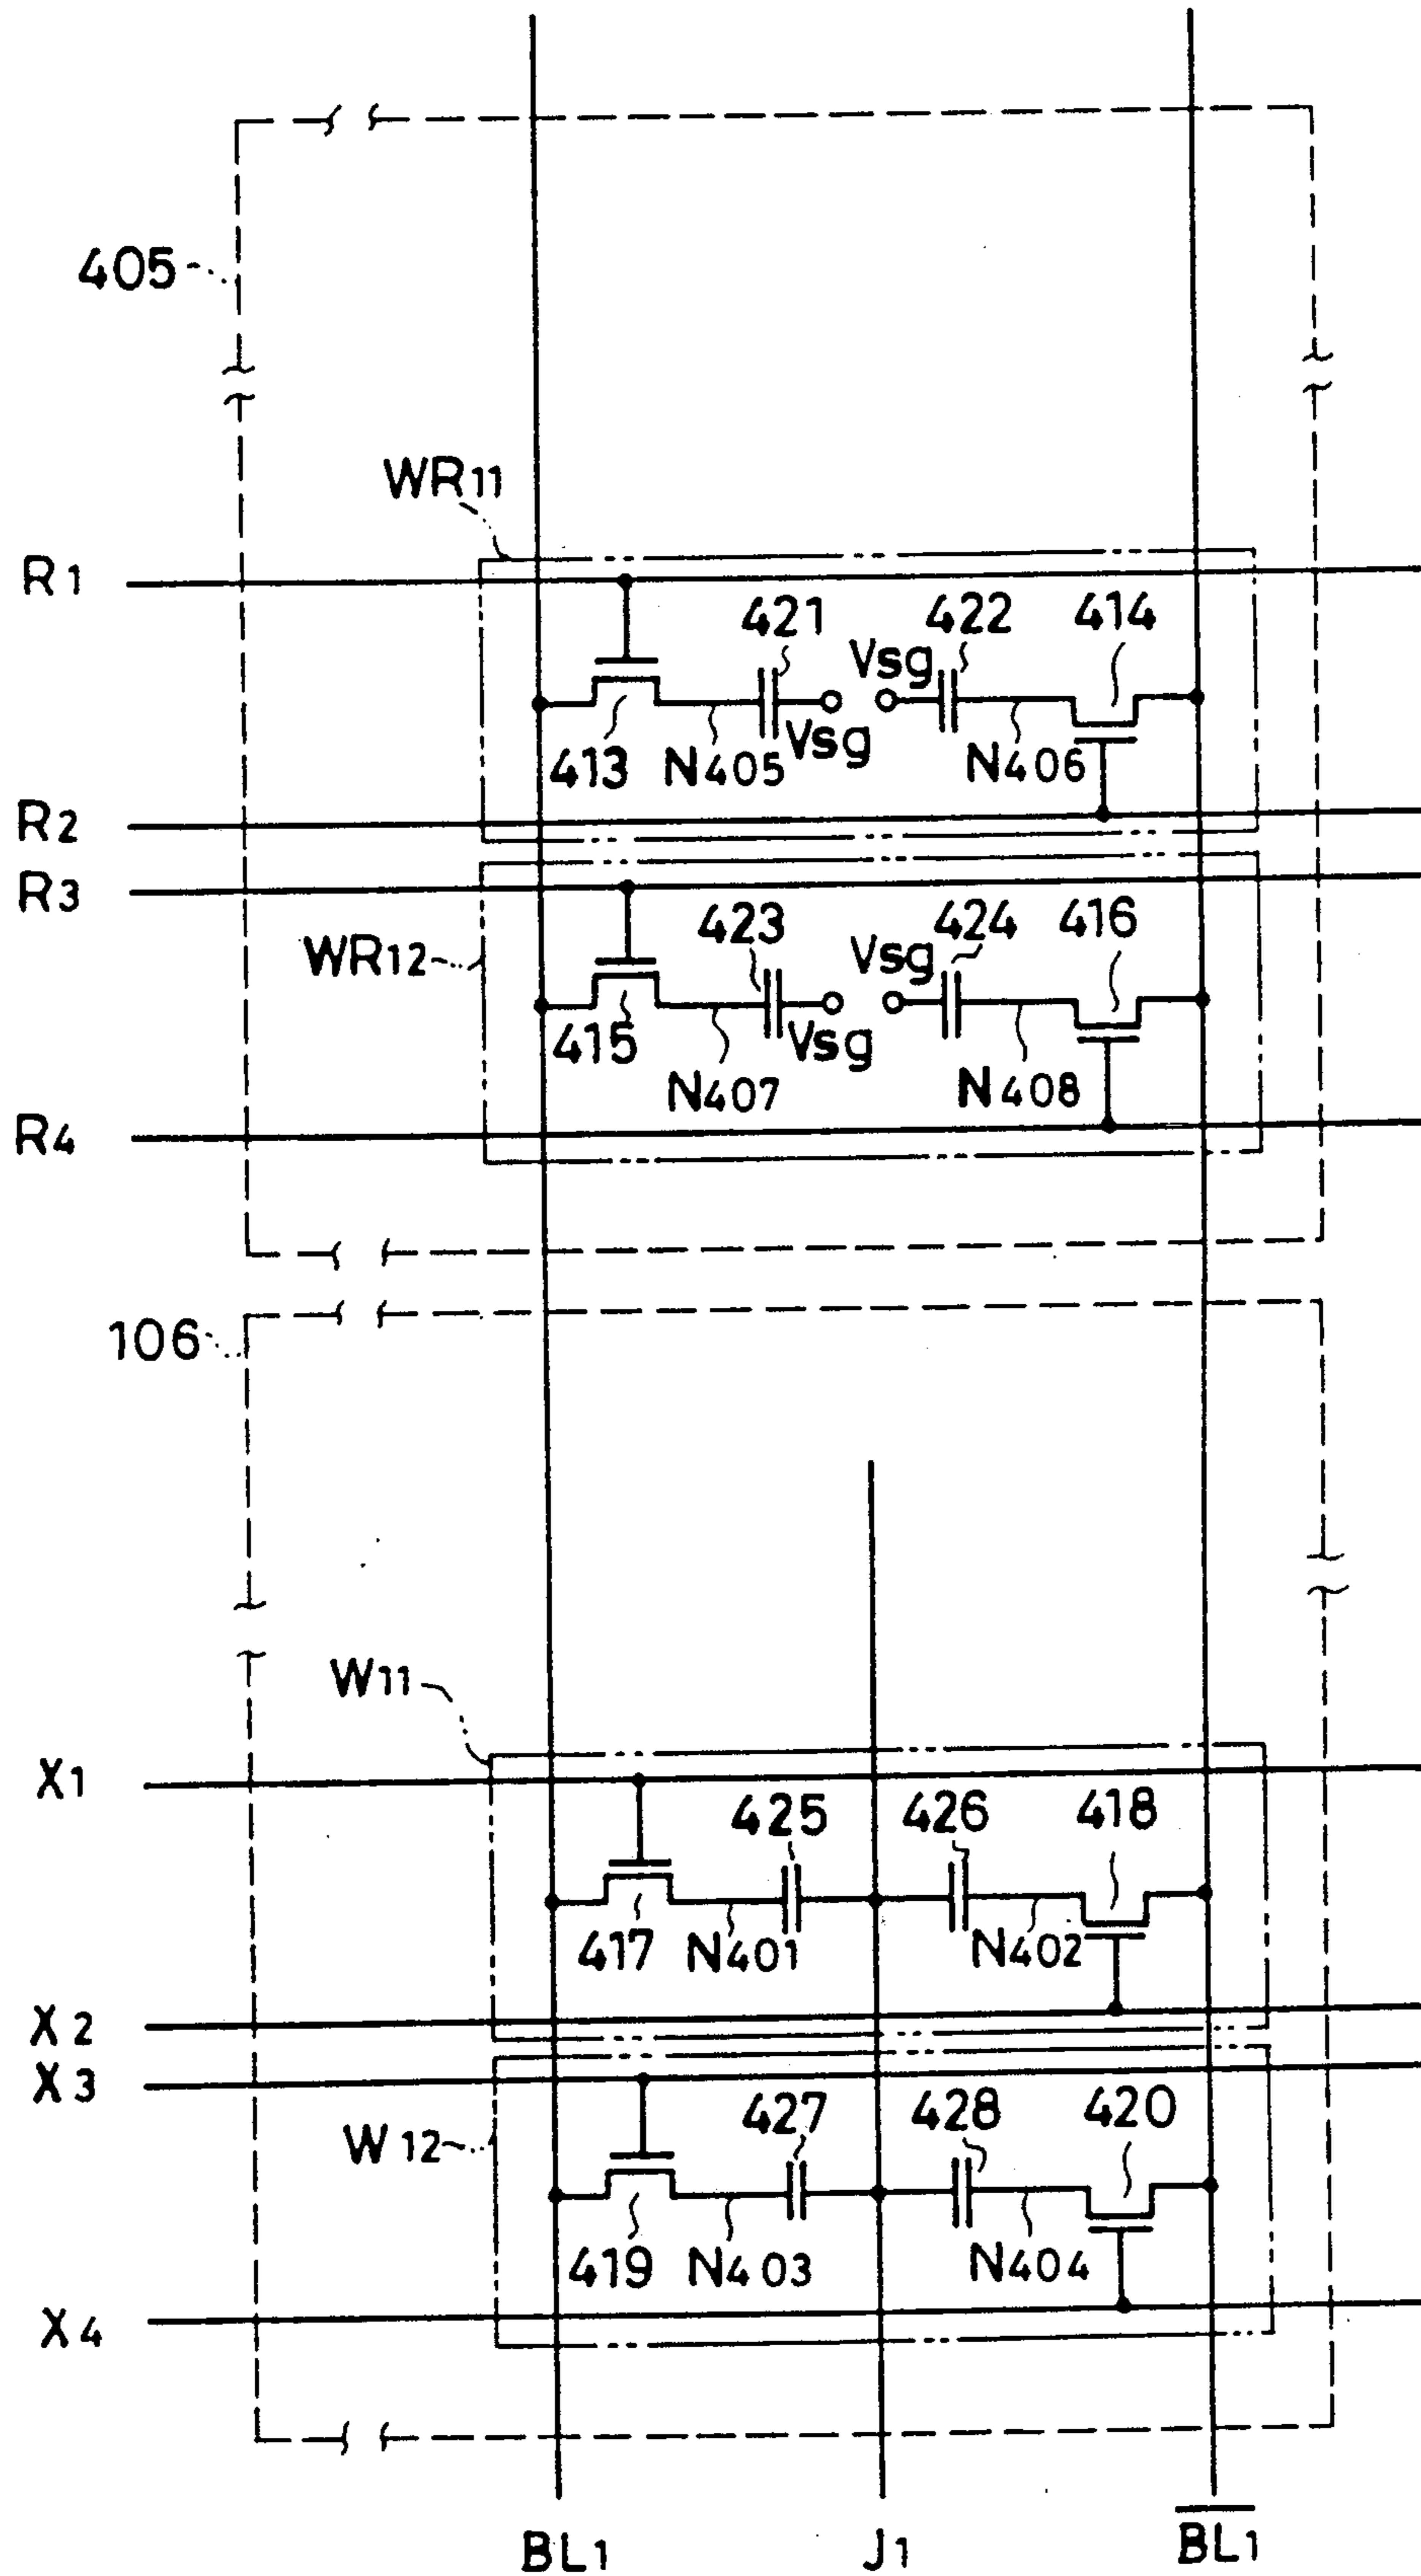 405
WR11
R1
421
422
414
Vsg
Vsg
413
N405
N406
R2
R3
423
424
416
WR12
Vsg
Vsg
415
N407
N408
R4
106
W11
X1
425
426
418
417
N401
N402
X2
X3
427
428
420
W12
419
N403
N404
X4
BL1
J1
B̅L̅1̅